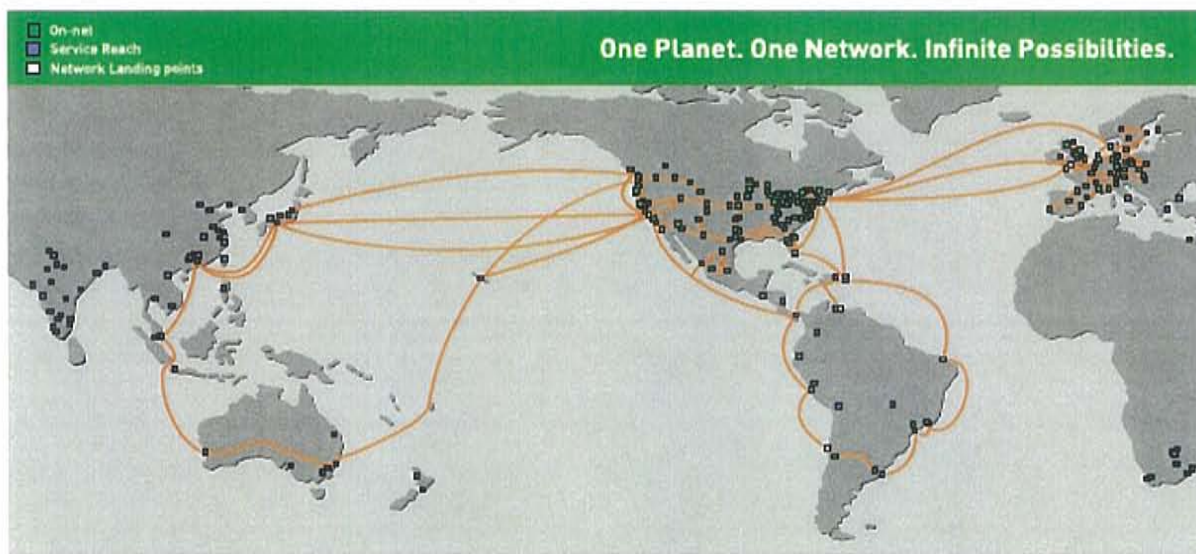 On-net
Service Reach
Network Landing points
One Planet. One Network. Infinite Possibilities.